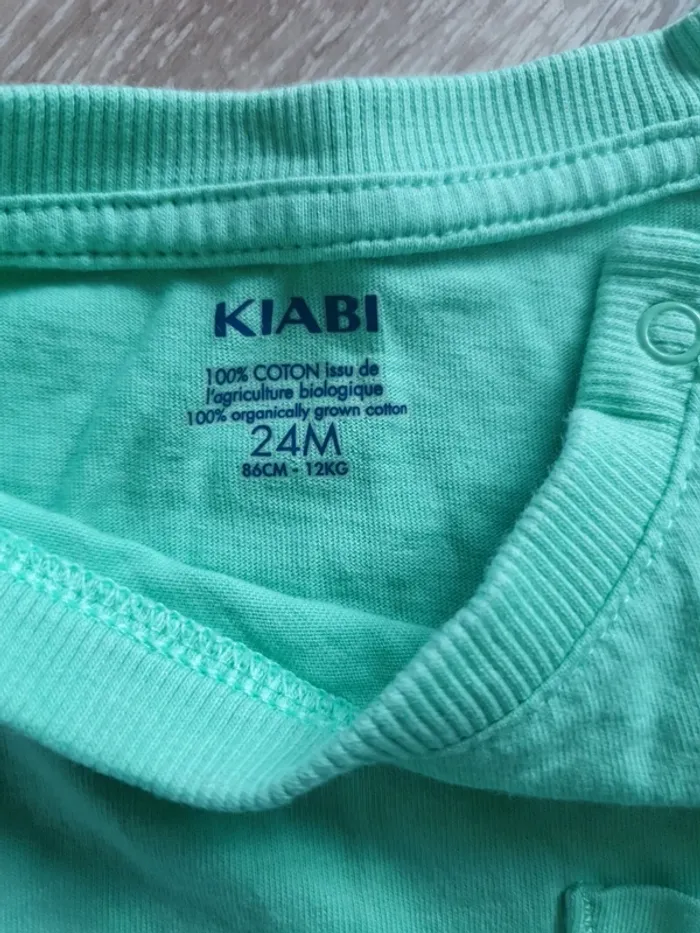 KIABI
100% COTON issu de
l'agriculture biologique
100% organically grown cotton
24M
86CM - 12KG